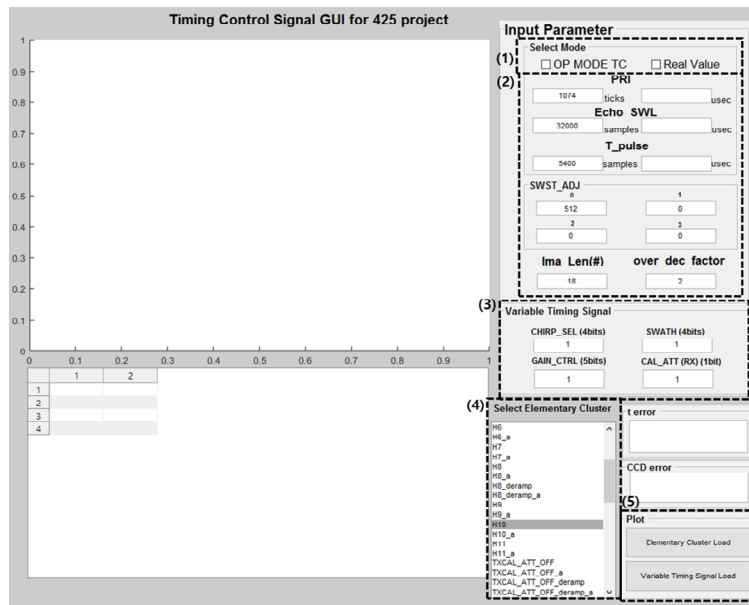 Timing Control Signal GUI for 425 project
1
0.9
0.8
0.7
0.6
0.5
0.4
0.3
0.2
0.1
0
0 0.1 0.2 0.3 0.4 0.5 0.6 0.7 0.8 0.9 1
1 2
1
2
3
4
Input Parameter
(1)
Select Mode
OP MODE TC Real Value
(2)
PRI
1074 ticks usec
Echo_SWL
32000 samples usec
T_pulse
5400 samples usec
SWST_ADJ
0 1
512 0
2 3
0 0
Ima_Len(#) over_dec_factor
18 2
(3)
Variable Timing Signal
CHIRP_SEL (4bits) SWATH (4bits)
1 1
GAIN_CTRL (5bits) CAL_ATT (RX) (1bit)
1 1
(4)
Select Elementary Cluster
H6
H6_a
H7
H7_a
H8
H8_a
H8_deramp
H8_deramp_a
H9
H9_a
H10
H10_a
H11
H11_a
TXCAL_ATT_OFF
TXCAL_ATT_OFF_a
TXCAL_ATT_OFF_deramp
TXCAL_ATT_OFF_deramp_a
t error
CCD error
(5)
Plot
Elementary Cluster Load
Variable Timing Signal Load